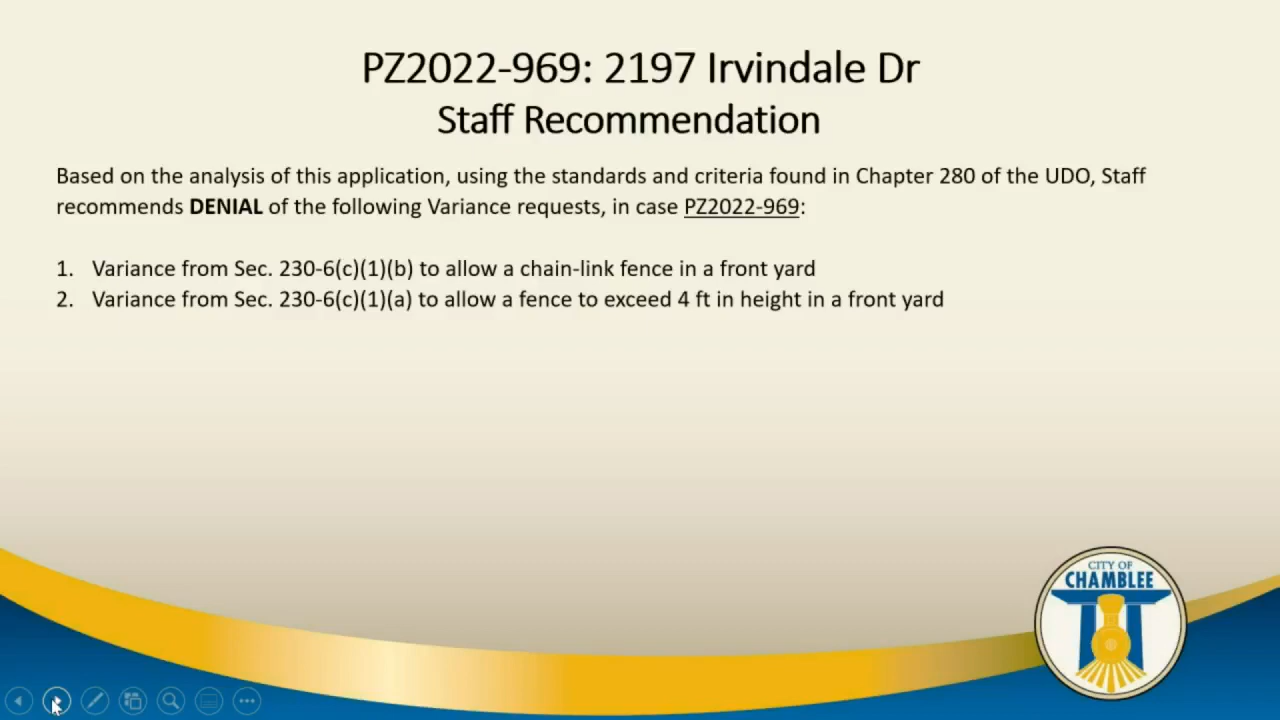 PZ2022-969: 2197 Irvindale Dr
Staff Recommendation
Based on the analysis of this application, using the standards and criteria found in Chapter 280 of the UDO, Staff
recommends DENIAL of the following Variance requests, in case PZ2022-969:
1. Variance from Sec. 230-6(c)(1)(b) to allow a chain-link fence in a front yard
2. Variance from Sec. 230-6(c)(1)(a) to allow a fence to exceed 4 ft in height in a front yard
CITY OF
CHAMBLEE